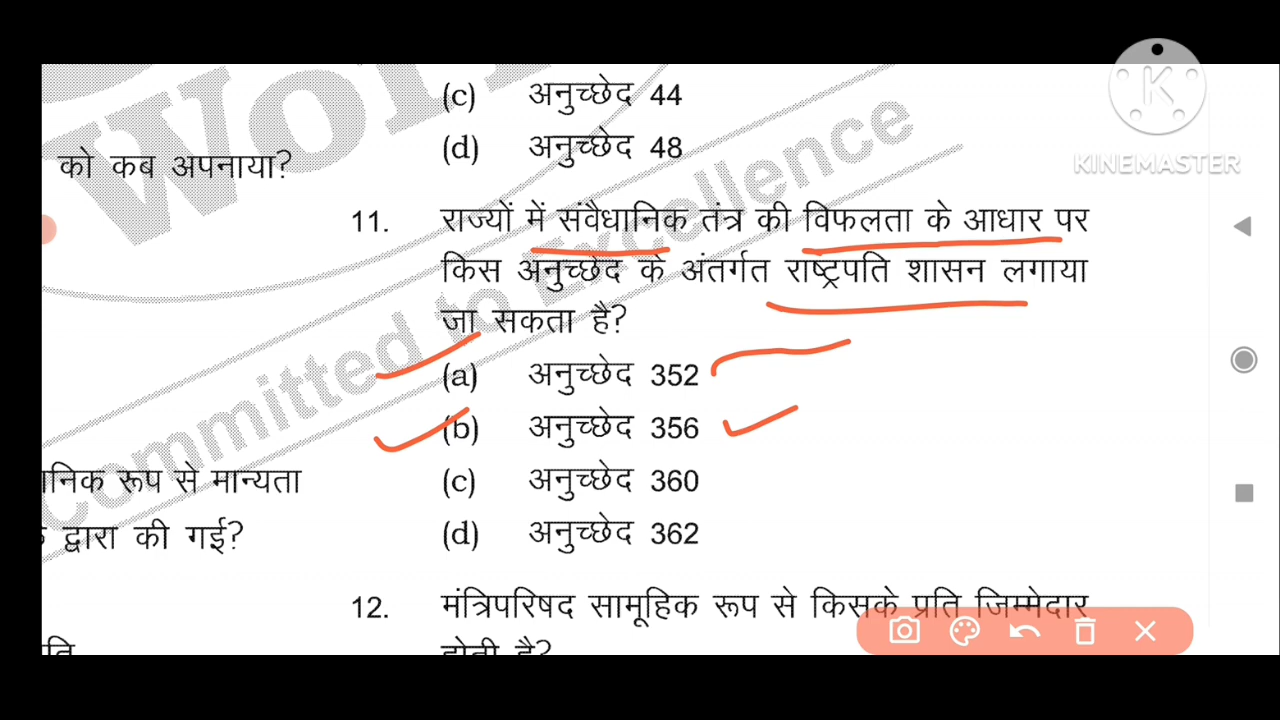 (c) अनुच्छेद 44
(d) अनुच्छेद 48
को कब अपनाया?
11. राज्यों में संवैधानिक तंत्र की विफलता के आधार पर
किस अनुच्छेद के अंतर्गत राष्ट्रपति शासन लगाया
जा सकता है?
(a) अनुच्छेद 352
(b) अनुच्छेद 356
(c) अनुच्छेद 360
(d) अनुच्छेद 362
रूप से मान्यता
द्वारा की गई?
12. मंत्रिपरिषद सामूहिक रूप से किसके प्रति जिम्मेदार
होती है?
Committed to Excellence
K
KINEMASTER